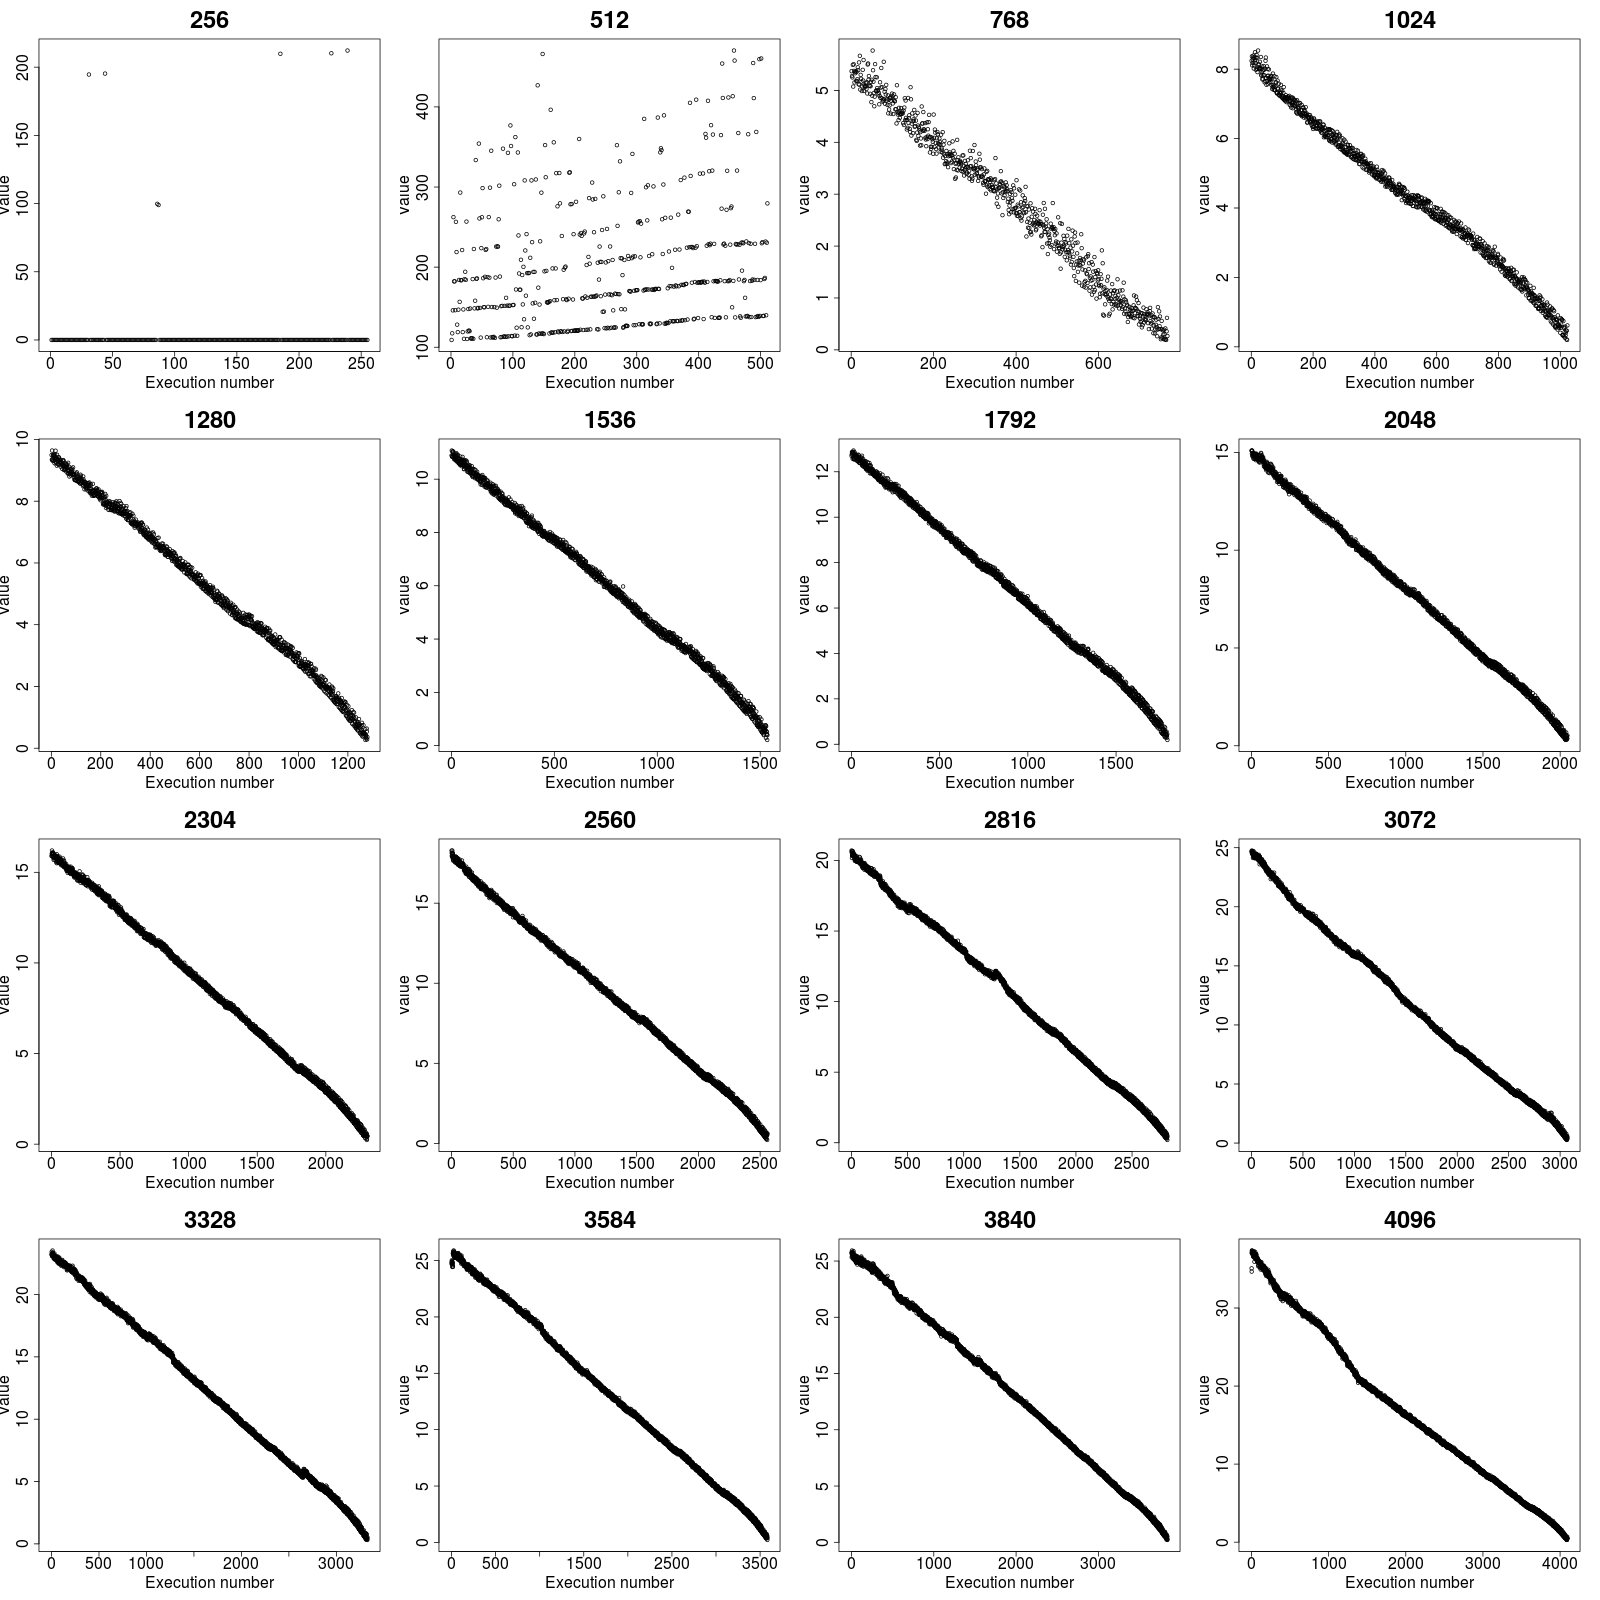 256
512
768
1024
value
0 50 100 150 200
0 50 100 150 200 250
Execution number
value
100 200 300 400
0 100 200 300 400 500
Execution number
value
0 1 2 3 4 5
0 200 400 600
Execution number
value
0 2 4 6 8
0 200 400 600 800 1000
Execution number
1280
1536
1792
2048
value
0 2 4 6 8 10
0 200 400 600 800 1000 1200
Execution number
value
0 2 4 6 8 10
0 500 1000 1500
Execution number
value
0 2 4 6 8 10 12
0 500 1000 1500
Execution number
value
0 5 10 15
0 500 1000 1500 2000
Execution number
2304
2560
2816
3072
value
0 5 10 15
0 500 1000 1500 2000
Execution number
value
0 5 10 15
0 500 1000 1500 2000 2500
Execution number
value
0 5 10 15 20
0 500 1000 1500 2000 2500
Execution number
value
0 5 10 15 20 25
0 500 1000 1500 2000 2500 3000
Execution number
3328
3584
3840
4096
value
0 5 10 15 20
0 500 1000 2000 3000
Execution number
value
0 5 10 15 20 25
0 500 1500 2500 3500
Execution number
value
0 5 10 15 20 25
0 1000 2000 3000
Execution number
value
0 10 20 30
0 1000 2000 3000 4000
Execution number